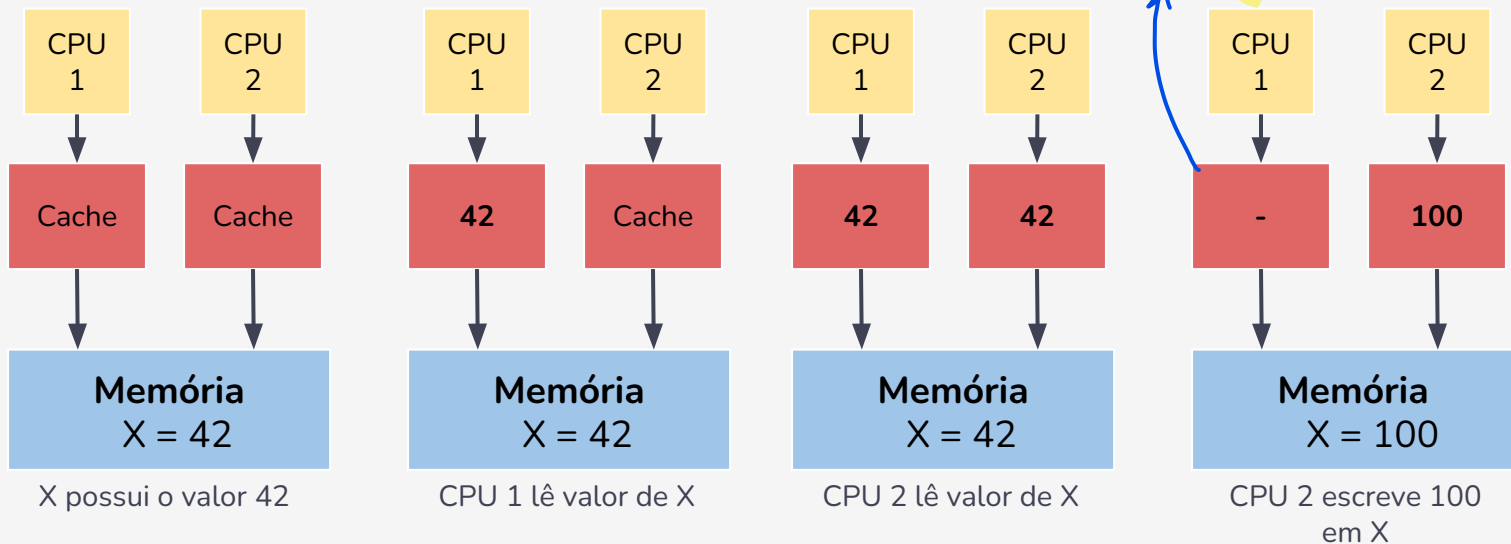 CPU
1
CPU
2
Cache
Cache
Memória
X = 42
X possui o valor 42
CPU
1
CPU
2
42
Cache
Memória
X = 42
CPU 1 lê valor de X
CPU
1
CPU
2
42
42
Memória
X = 42
CPU 2 lê valor de X
CPU
1
CPU
2
-
100
Memória
X = 100
CPU 2 escreve 100
em X